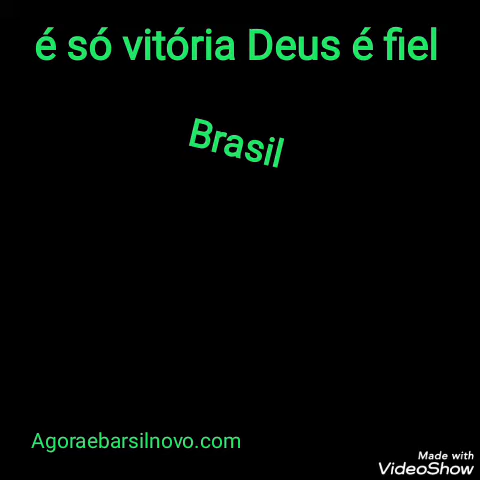 é só vitória Deus é fiel
Brasil
Agoraebarsilnovo.com
Made with
VideoShow